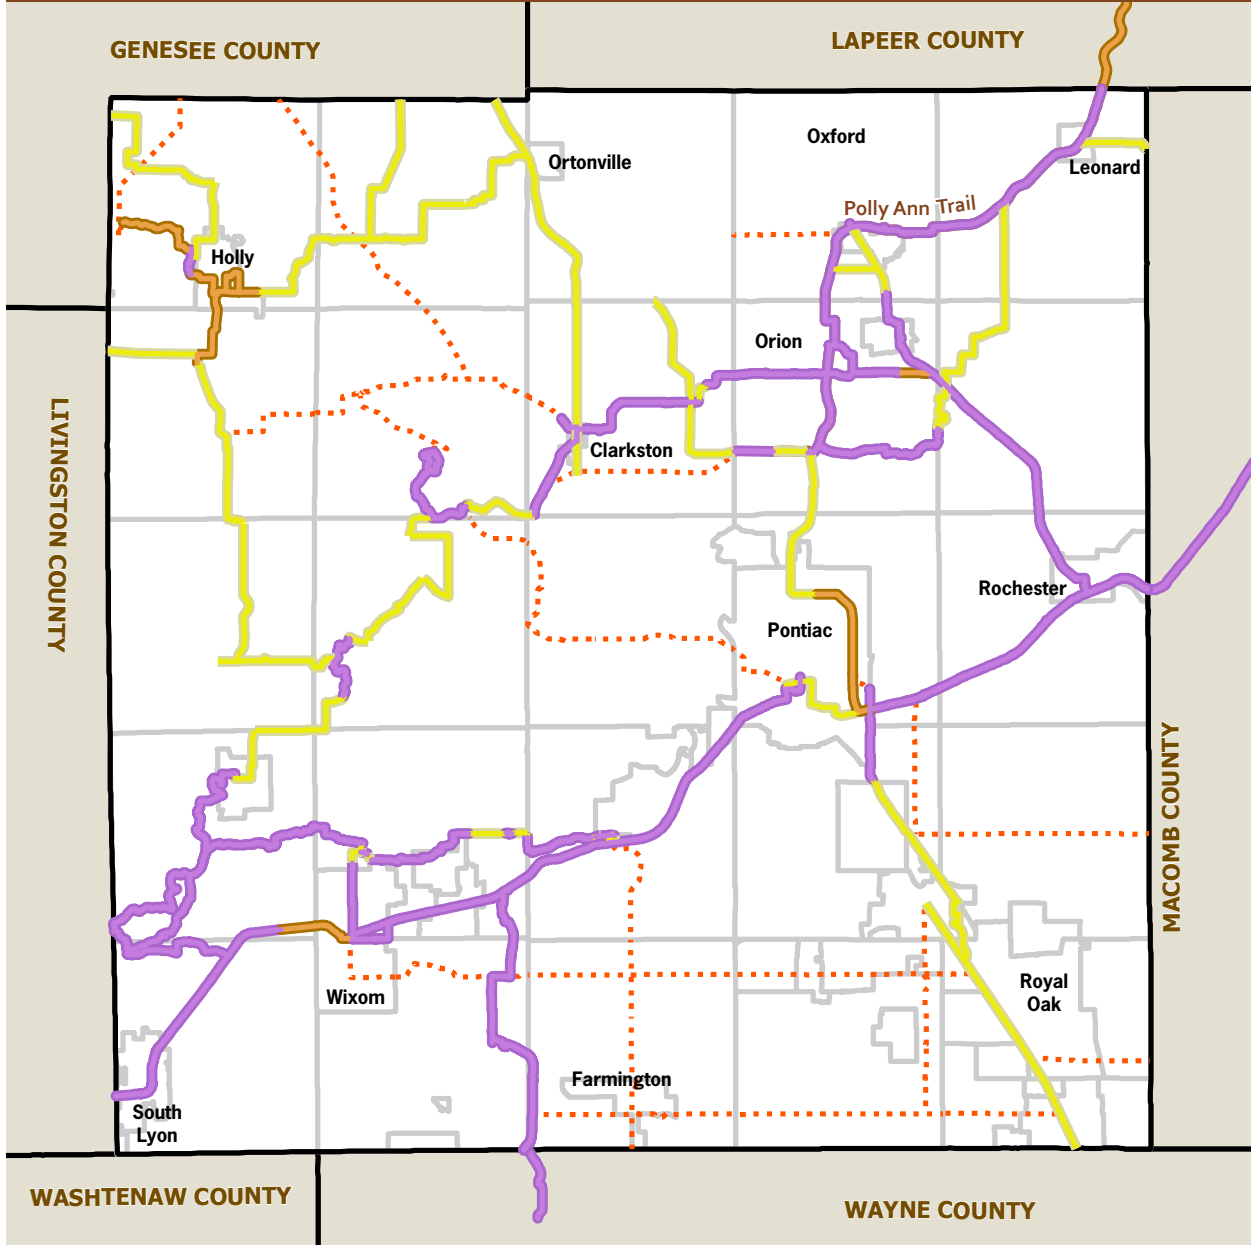 GENESEE COUNTY
LAPEER COUNTY
Oxford
Ortonville
Leonard
Polly Ann Trail
Holly
Orion
LIVINGSTON COUNTY
Clarkston
Rochester
Pontiac
MACOMB COUNTY
Wixom
Royal
Oak
Farmington
South
Lyon
WASHTENAW COUNTY
WAYNE COUNTY